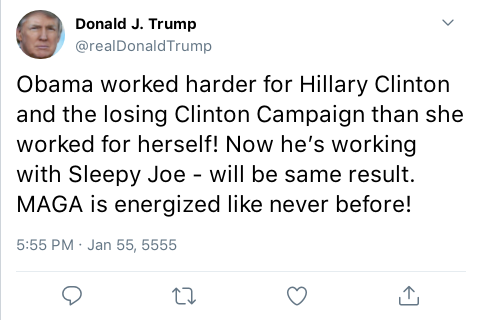 Donald J. Trump
@realDonaldTrump
Obama worked harder for Hillary Clinton
and the losing Clinton Campaign than she
worked for herself! Now he's working
with Sleepy Joe - will be same result.
MAGA is energized like never before!
5:55 PM · Jan 55, 5555